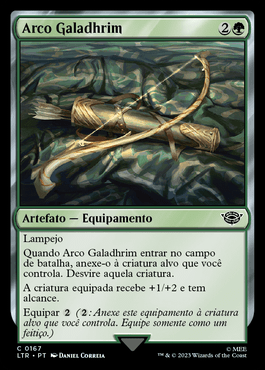 Arco Galadhrim 2
Artefato — Equipamento
Lampejo
Quando Arco Galadhrim entrar no campo
de batalha, anexe-o à criatura alvo que você
controla. Desvire aquela criatura.
A criatura equipada recebe +1/+2 e tem
alcance.
Equipar 2 (2: Anexe este equipamento à criatura
alvo que você controla. Equipe somente como um
feitiço.)
C 0167 ™ & © 2023 Wizards of the Coast
LTR • PT Daniel Correia © MEE